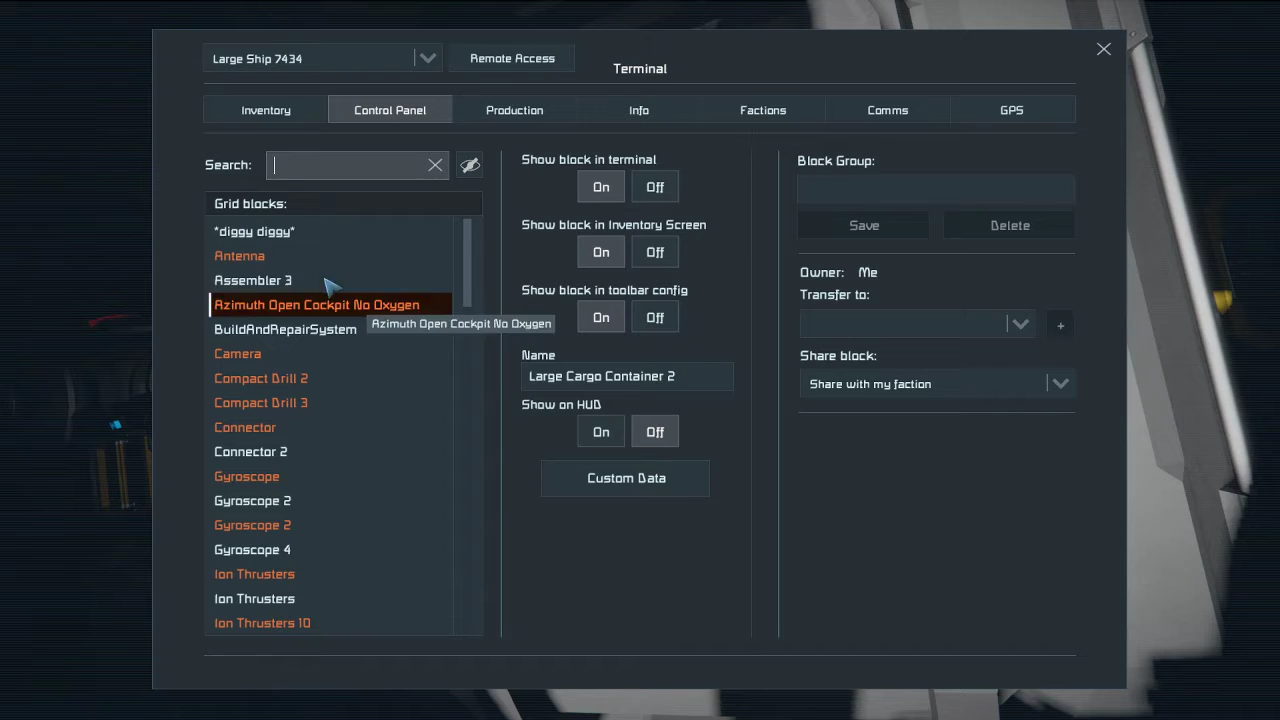 Large Ship 7434
Remote Access
Terminal
Inventory
Control Panel
Production
Info
Factions
Comms
GPS
Search:
Grid blocks:
*diggy diggy*
Antenna
Assembler 3
Azimuth Open Cockpit No Oxygen
BuildAndRepairSystem
Azimuth Open Cockpit No Oxygen
Camera
Compact Drill 2
Compact Drill 3
Connector
Connector 2
Gyroscope
Gyroscope 2
Gyroscope 2
Gyroscope 4
Ion Thrusters
Ion Thrusters
Ion Thrusters 10
Show block in terminal
On Off
Show block in Inventory Screen
On Off
Show block in toolbar config
On Off
Name
Large Cargo Container 2
Show on HUD
On Off
Custom Data
Block Group:
Save Delete
Owner: Me
Transfer to:
+
Share block:
Share with my faction